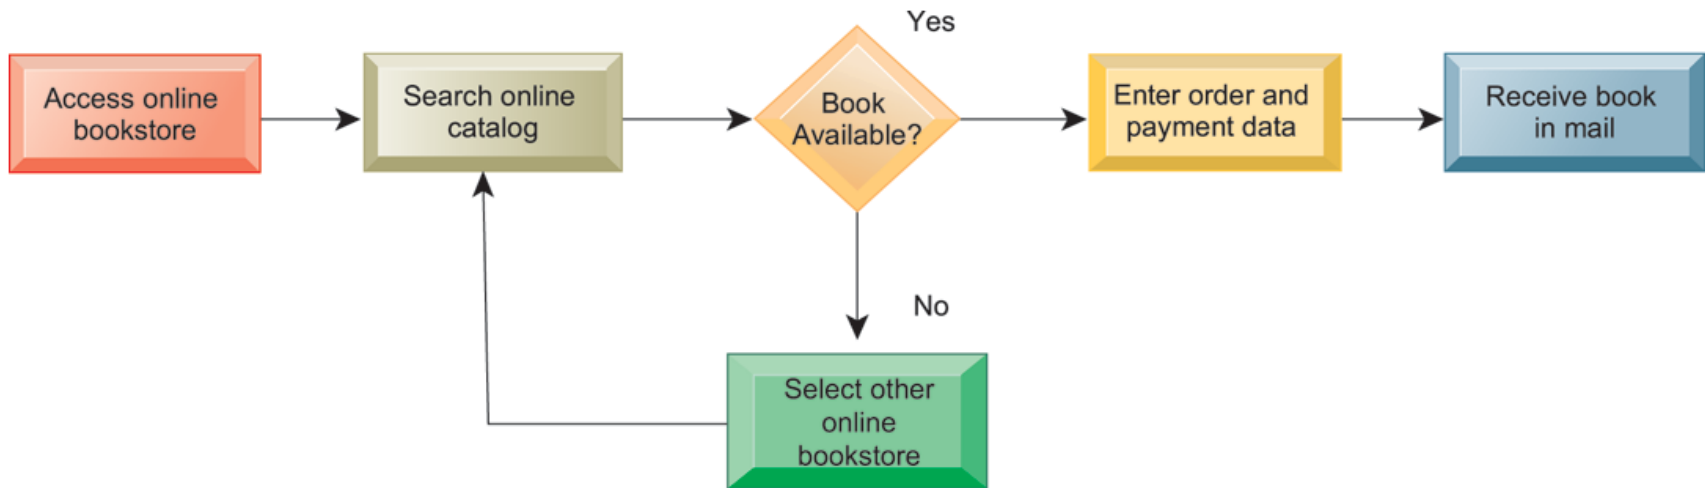 Access online
bookstore
Search online
catalog
Book
Available?
Yes
Enter order and
payment data
Receive book
in mail
No
Select other
online
bookstore